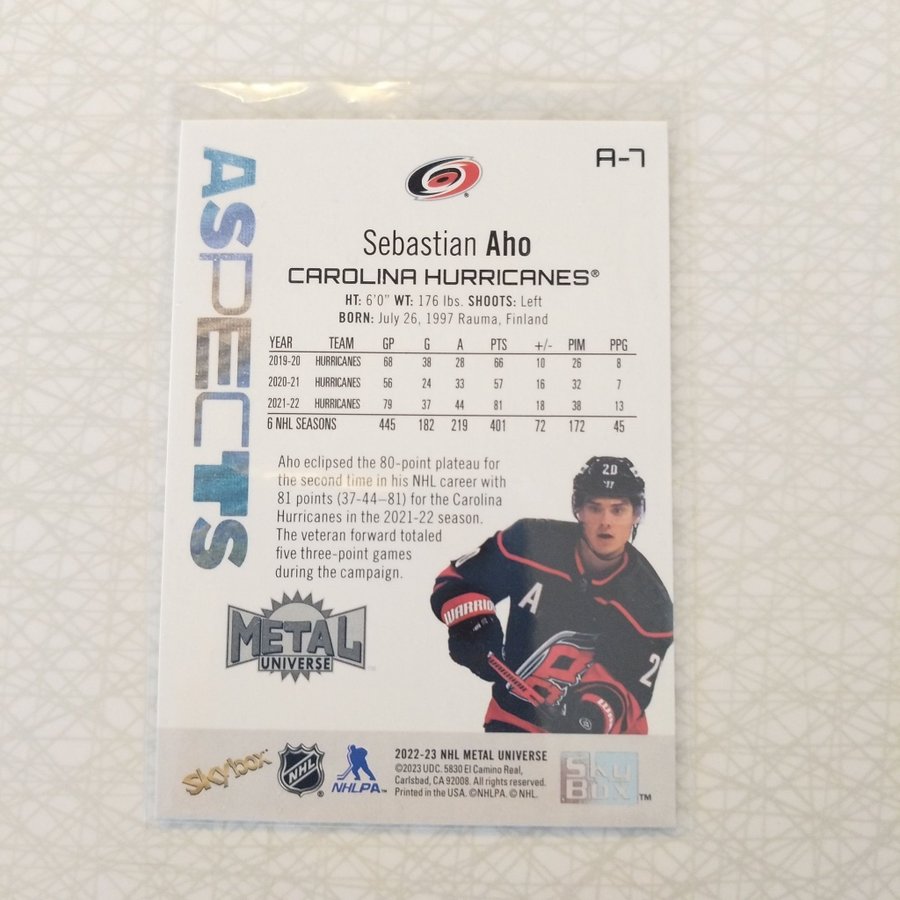 A-7
ASPECTS
Sebastian Aho
CAROLINA HURRICANES®
HT: 6'0" WT: 176 lbs. SHOOTS: Left
BORN: July 26, 1997 Rauma, Finland
YEAR TEAM GP G A PTS +/- PIM PPG
2019-20 HURRICANES 68 38 28 66 10 26 8
2020-21 HURRICANES 56 24 33 57 16 32 7
2021-22 HURRICANES 79 37 44 81 18 38 13
6 NHL SEASONS 445 182 219 401 72 172 45
Aho eclipsed the 80-point plateau for
the second time in his NHL career with
81 points (37-44–81) for the Carolina
Hurricanes in the 2021-22 season.
The veteran forward totaled
five three-point games
during the campaign.
20
20
A
WARRIO
WARRIOR
20
METAL
UNIVERSE
skybox™
NHL
®
NHLPA™
2022-23 NHL METAL UNIVERSE
©2023 UDC. 5830 El Camino Real,
Carlsbad, CA 92008. All rights reserved.
Printed in the USA. ©NHLPA. © NHL.
SkyBox™